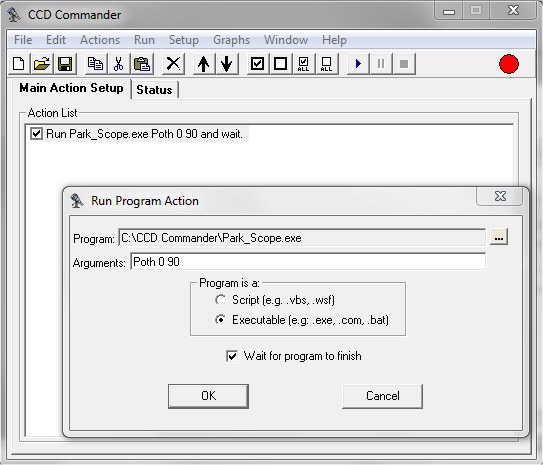 CCD Commander
File Edit Actions Run Setup Graphs Window Help
ALL ALL
Main Action Setup Status
Action List
Run Park_Scope.exe Poth 0 90 and wait.
Run Program Action
Program: C:\CCD Commander\Park_Scope.exe ...
Arguments: Poth 0 90
Program is a:
Script (e.g. .vbs, .wsf)
Executable (e.g: .exe, .com, .bat)
Wait for program to finish
OK Cancel